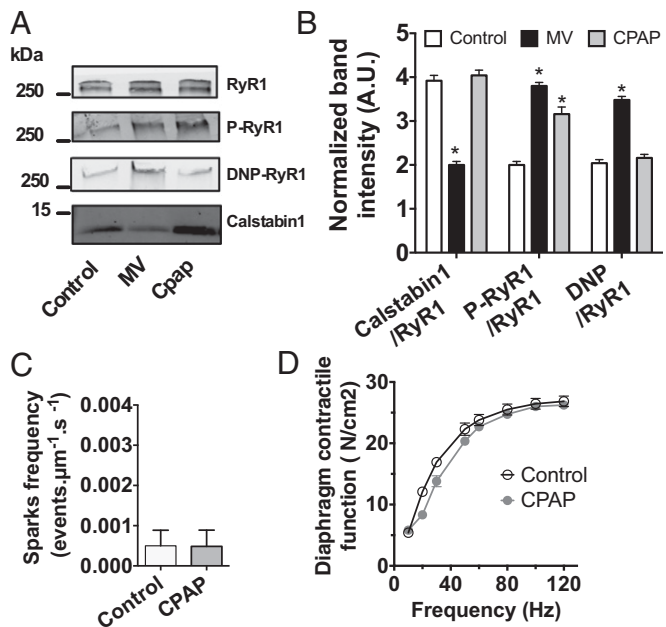 A
kDa
250
RyR1
250
P-RyR1
250
DNP-RyR1
15
Calstabin1
Control
MV
Cpap
B
Control
MV
CPAP
Normalized band
intensity (A.U.)
5
4
3
2
1
0
*
*
*
*
Calstabin1
/RyR1
P-RyR1
/RyR1
DNP
/RyR1
C
Sparks frequency
(events.µm⁻¹.s⁻¹)
0.004
0.003
0.002
0.001
0.000
Control
CPAP
D
Diaphragm contractile
function ( N/cm2)
30
20
10
0
Control
CPAP
0
40
80
120
Frequency (Hz)